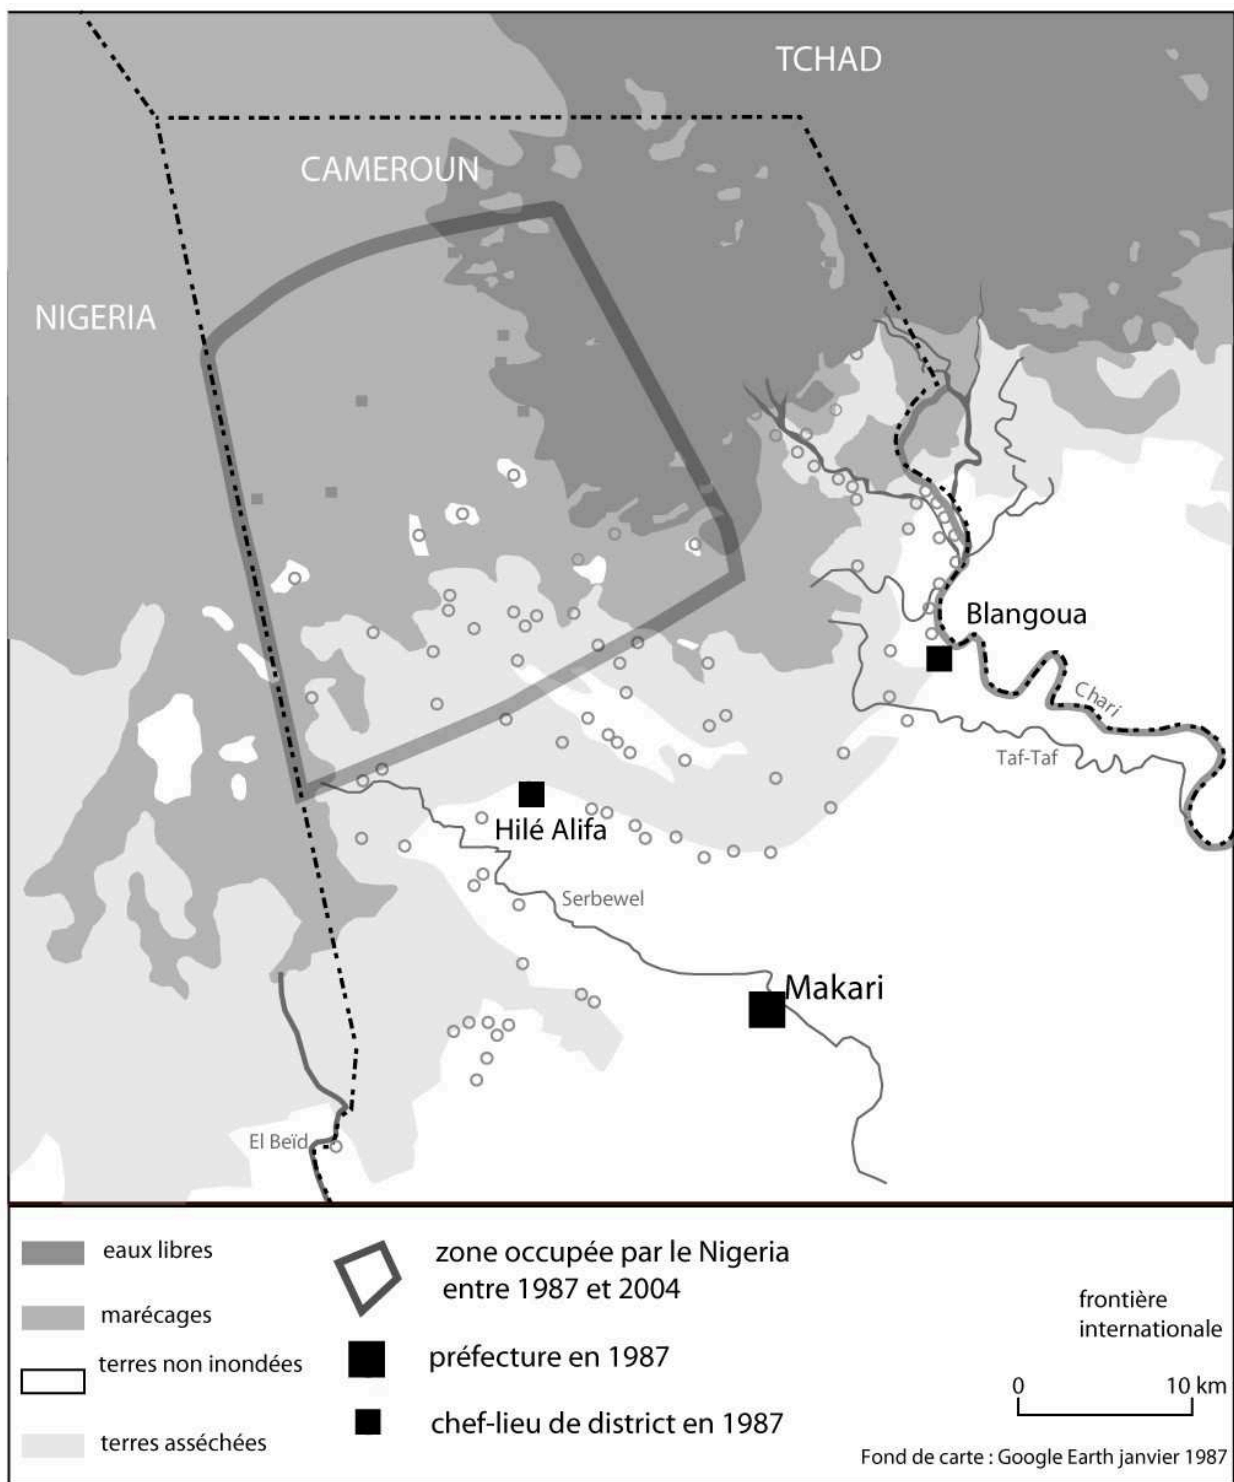 TCHAD
CAMEROUN
NIGERIA
Blangoua
Chari
Taf-Taf
Hilé Alifa
Serbewel
Makari
El Beïd
eaux libres
marécages
terres non inondées
terres asséchées
zone occupée par le Nigeria
entre 1987 et 2004
préfecture en 1987
chef-lieu de district en 1987
frontière
internationale
0 10 km
Fond de carte : Google Earth janvier 1987